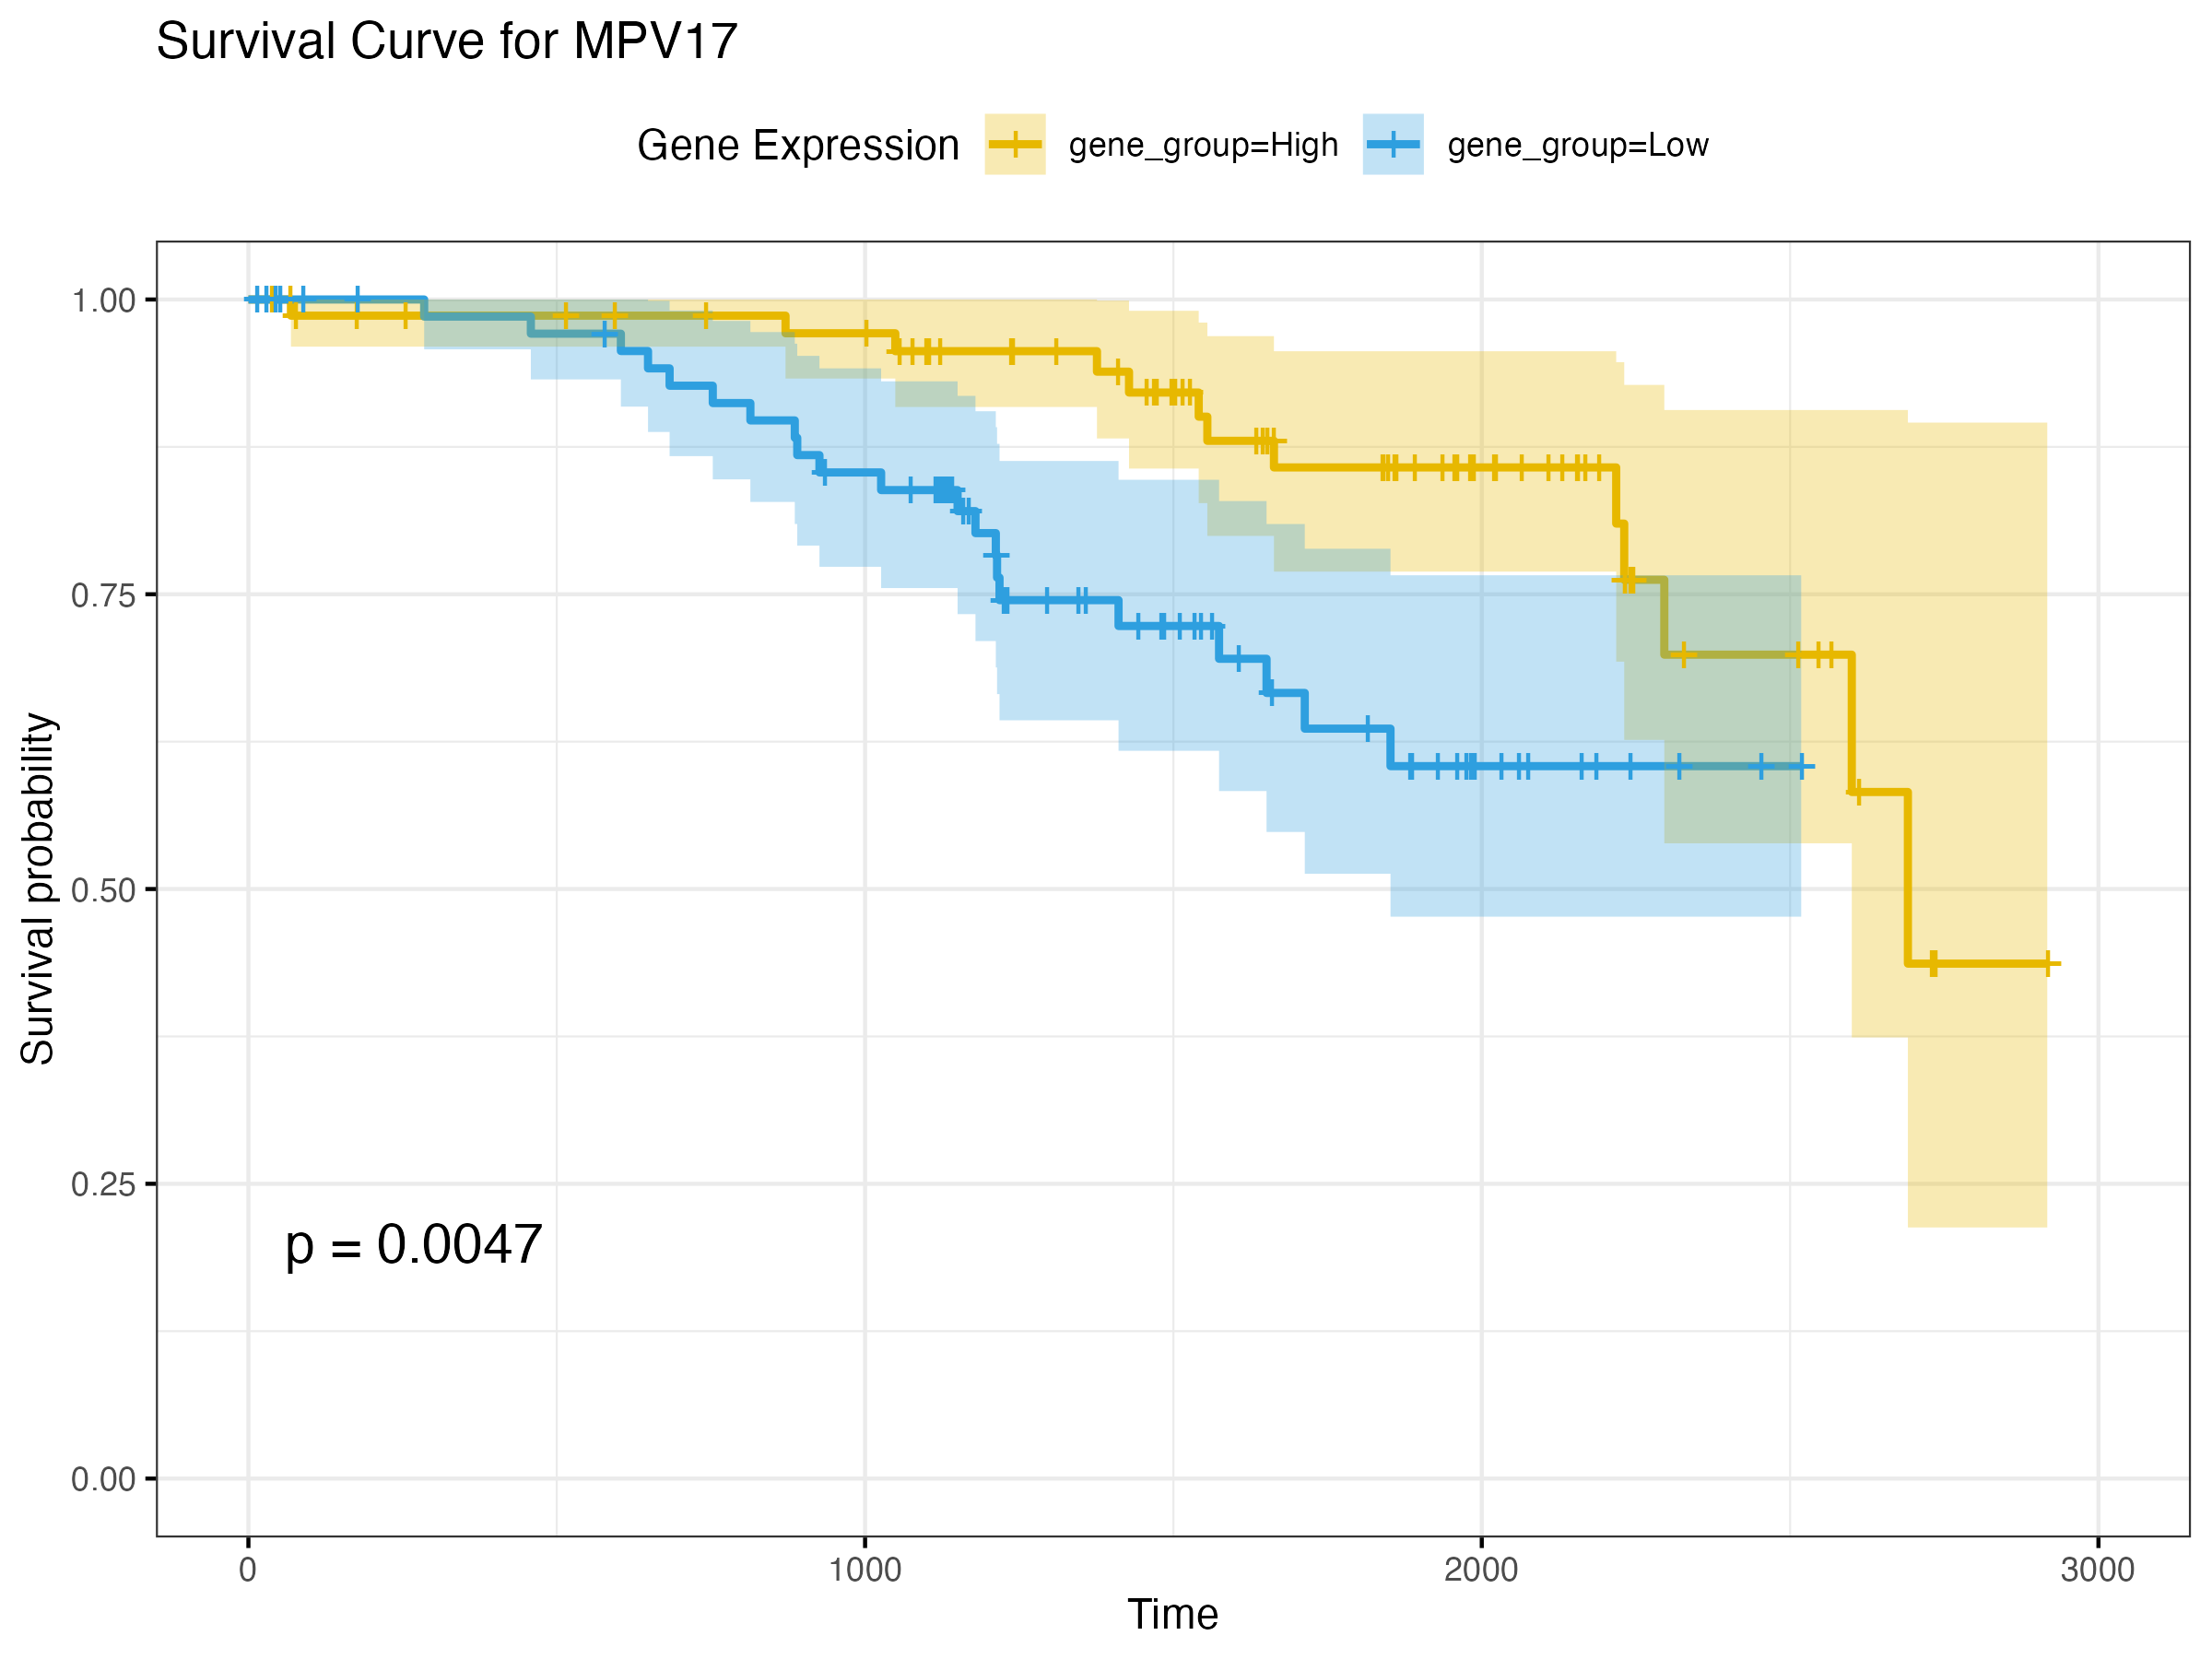 Survival Curve for MPV17
Gene Expression gene_group=High gene_group=Low
1.00
0.75
0.50
0.25
0.00
Survival probability
p = 0.0047
0 1000 2000 3000
Time